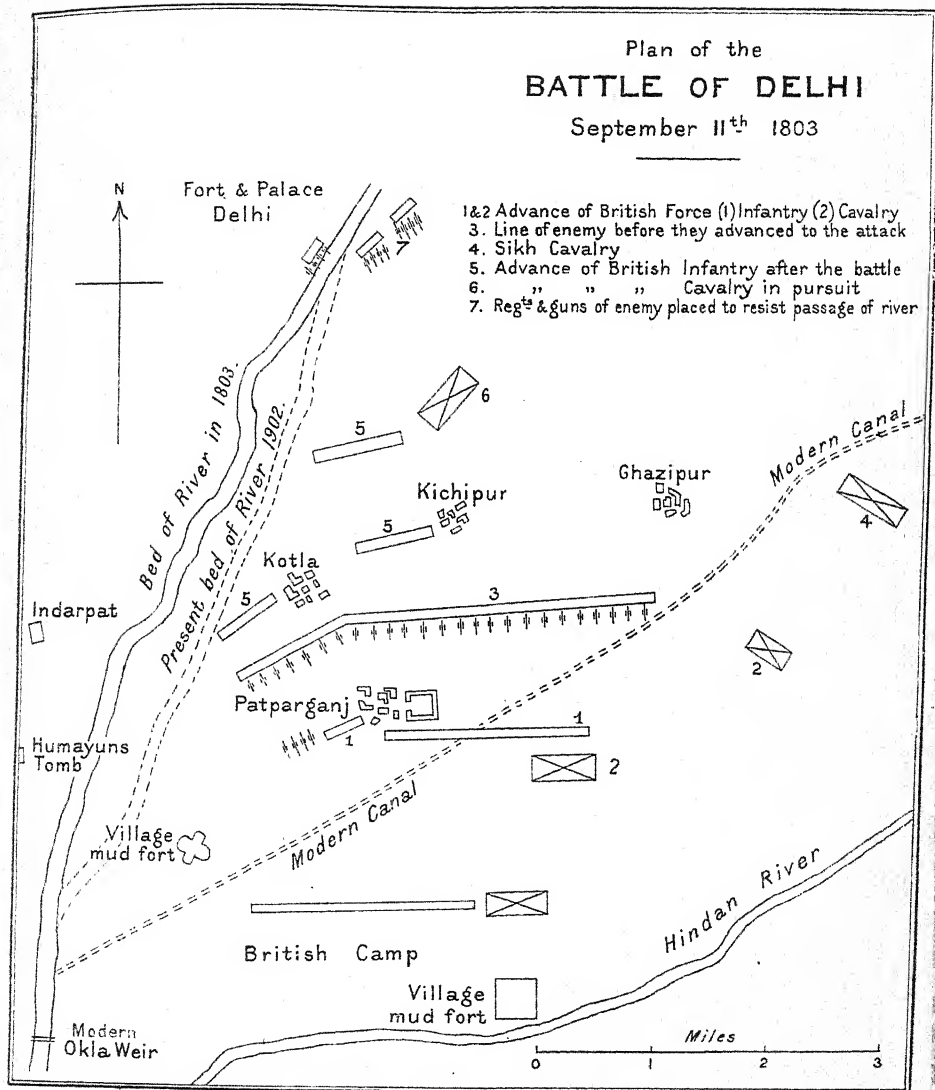 Plan of the
BATTLE OF DELHI
September 11th 1803
N
Fort & Palace
Delhi
1&2 Advance of British Force (1) Infantry (2) Cavalry
3. Line of enemy before they advanced to the attack
4. Sikh Cavalry
5. Advance of British Infantry after the battle
6. „ „ „ Cavalry in pursuit
7. Regts & guns of enemy placed to resist passage of river
7
Bed of River in 1803.
Present bed of River 1902.
6
5
Modern Canal
Ghazipur
Kichipur
4
5
Kotla
3
5
Indarpat
2
Patparganj
1
1
Humayuns
Tomb
2
Modern Canal
Village
mud fort
Hindan River
British Camp
Village
mud fort
Modern
Okla Weir
Miles
0 1 2 3